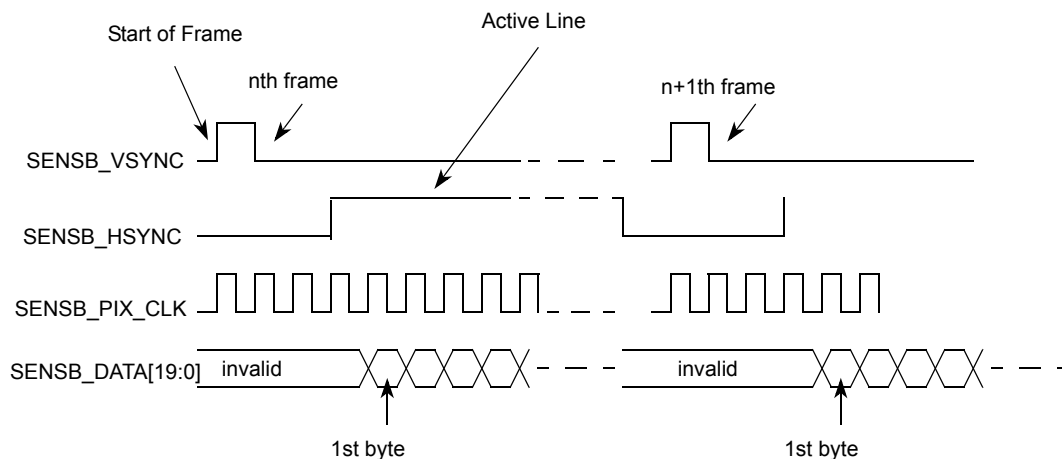 Active Line
Start of Frame
nth frame
n+1th frame
SENSB_VSYNC
SENSB_HSYNC
SENSB_PIX_CLK
SENSB_DATA[19:0]
invalid
invalid
1st byte
1st byte